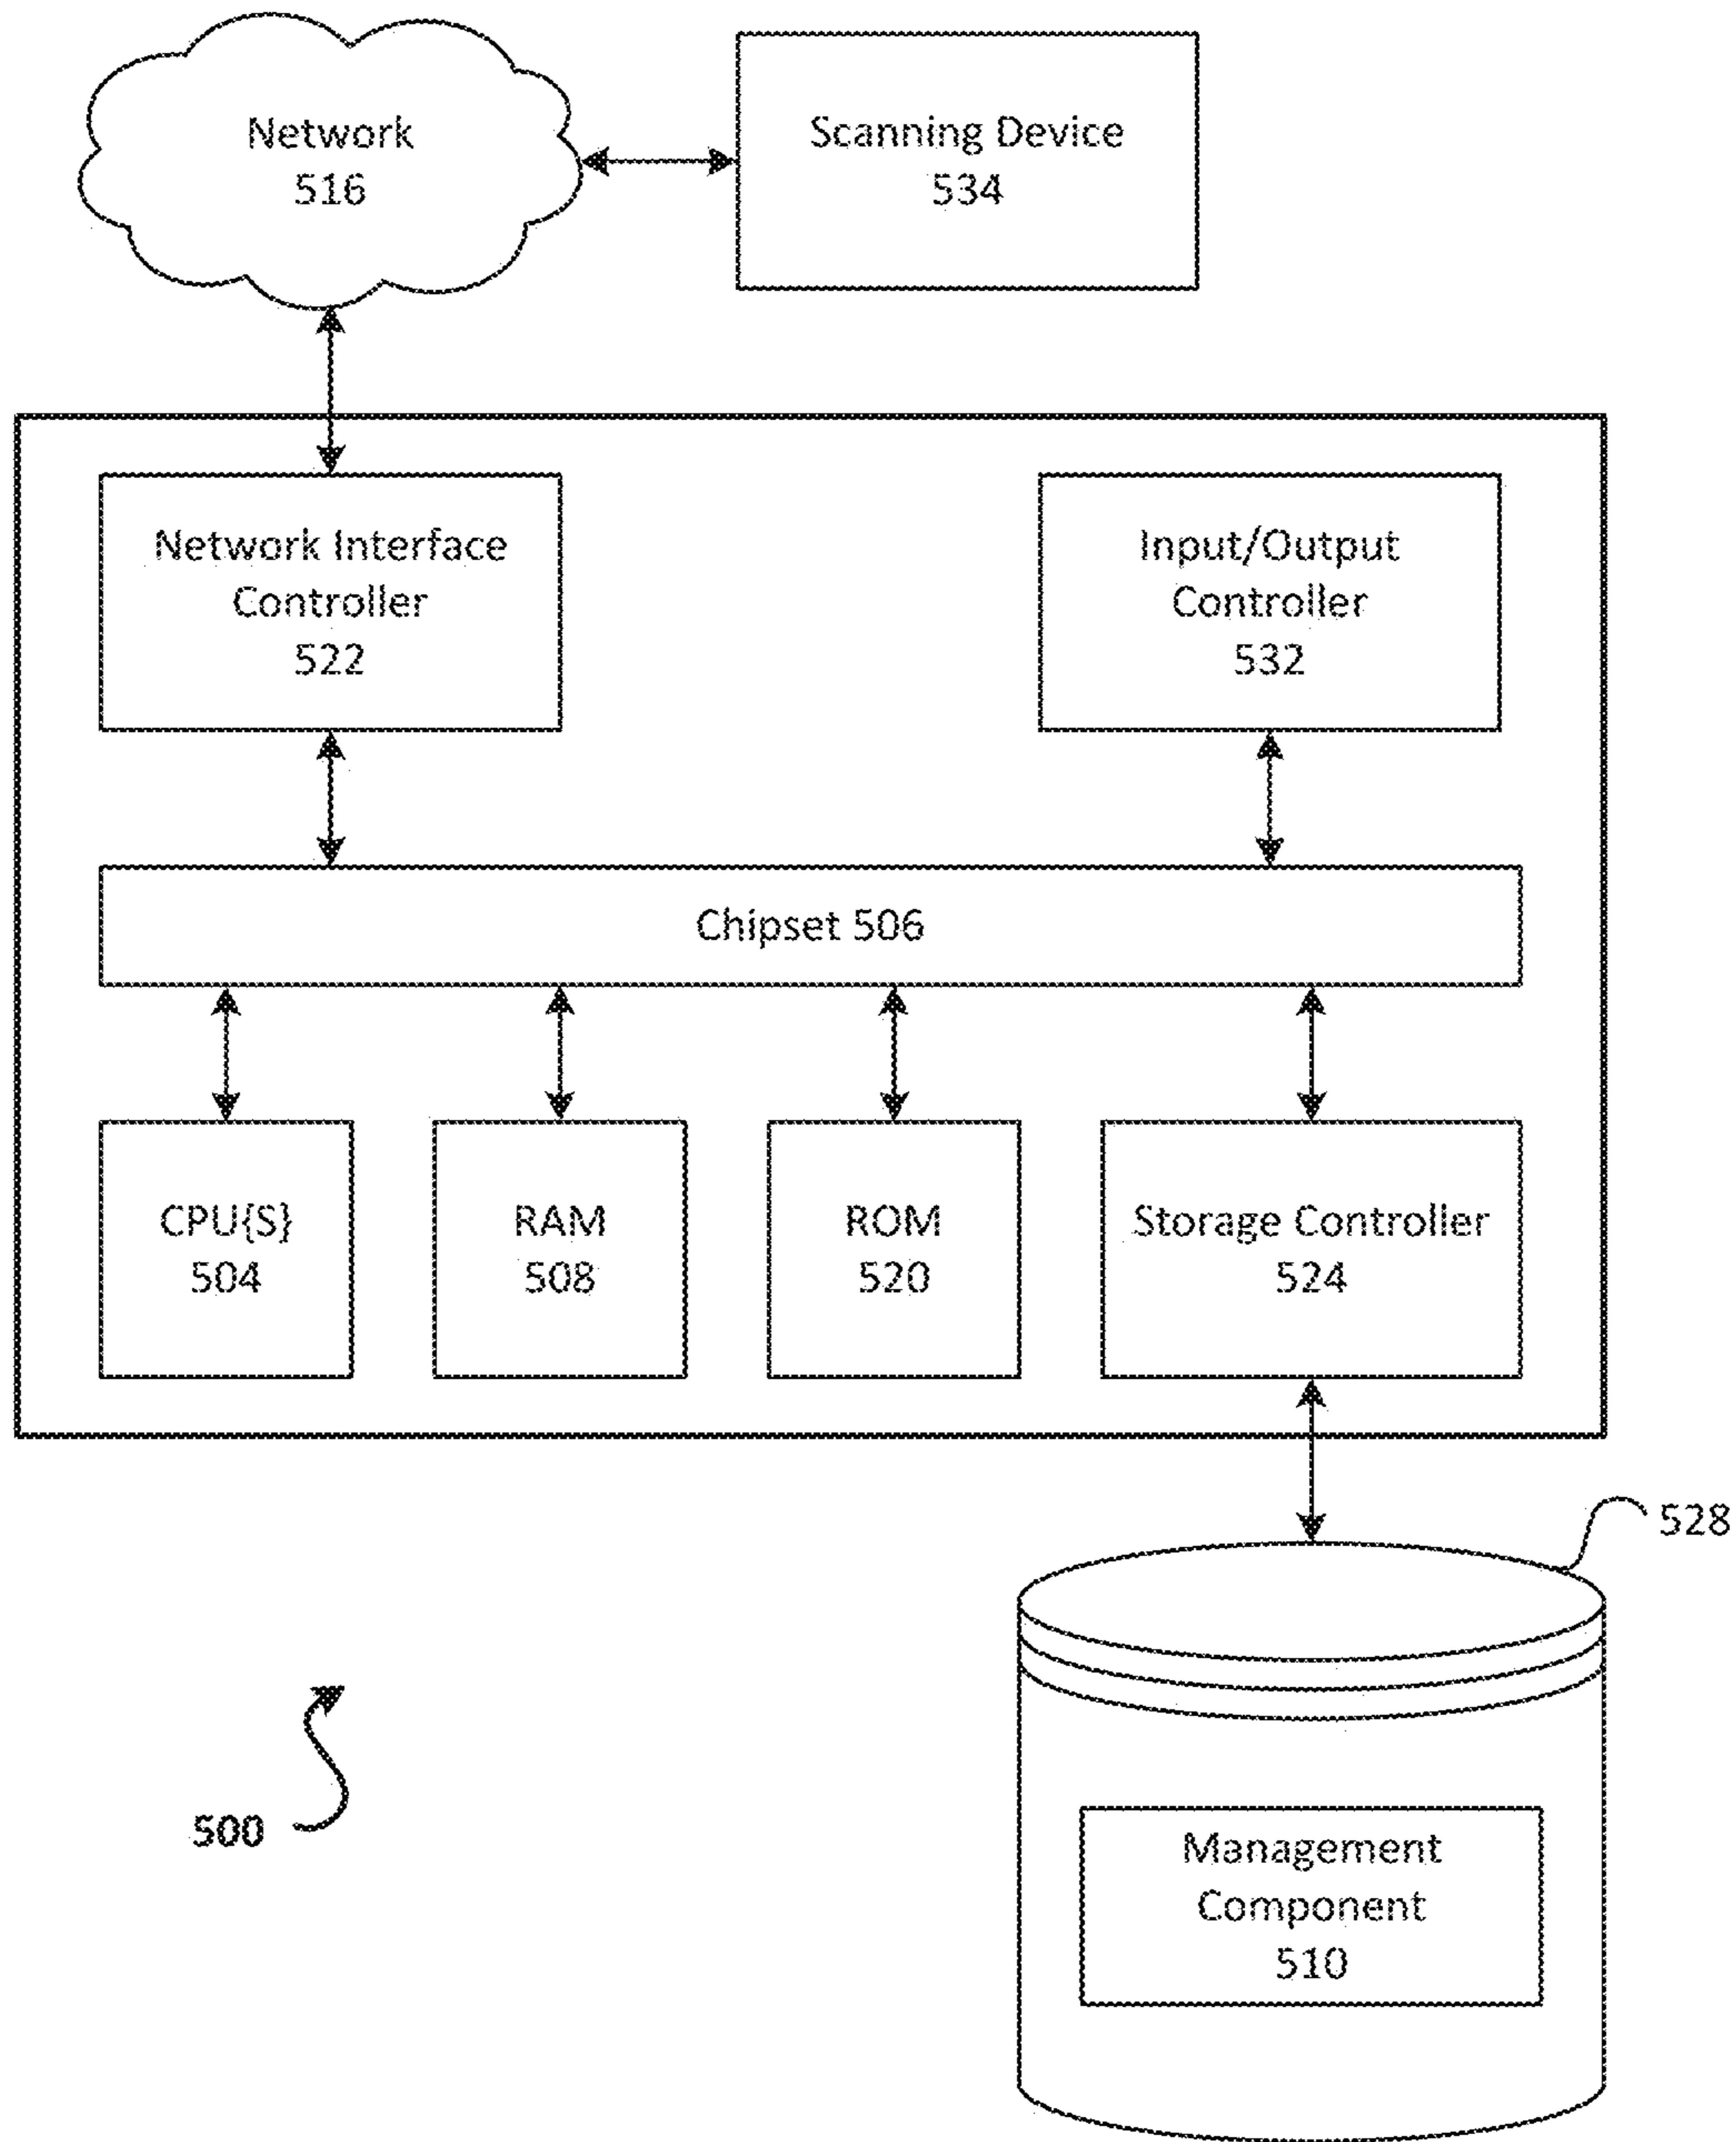 Network
516
Scanning Device
534
Network Interface
Controller
522
Input/Output
Controller
532
Chipset 506
CPU{S}
504
RAM
508
ROM
520
Storage Controller
524
528
500
Management
Component
510